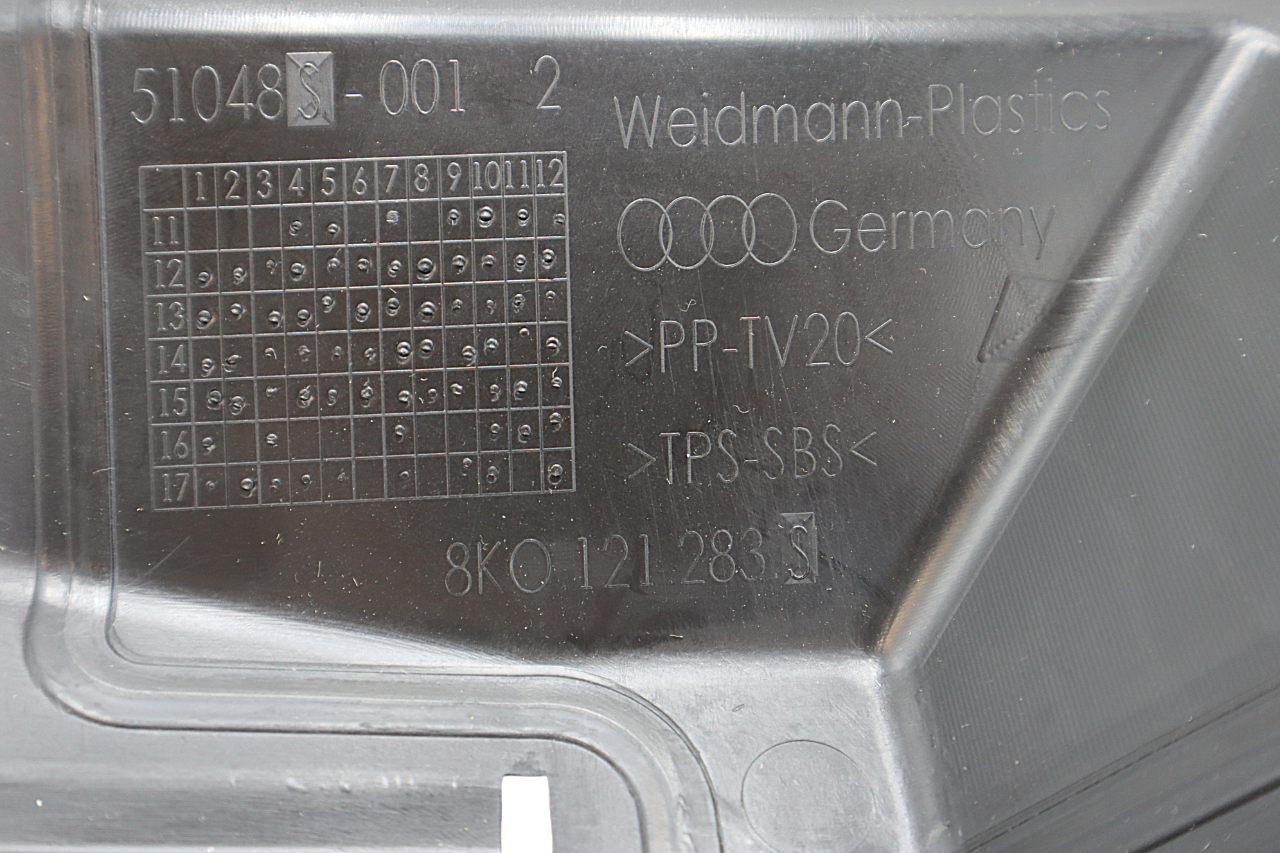 51048S-001 2
Weidmann-Plastics
1 2 3 4 5 6 7 8 9 10 11 12
11
12
13
14
15
16
17
Germany
>PP-TV20<
>TPS-SBS<
8K0 121 283 S